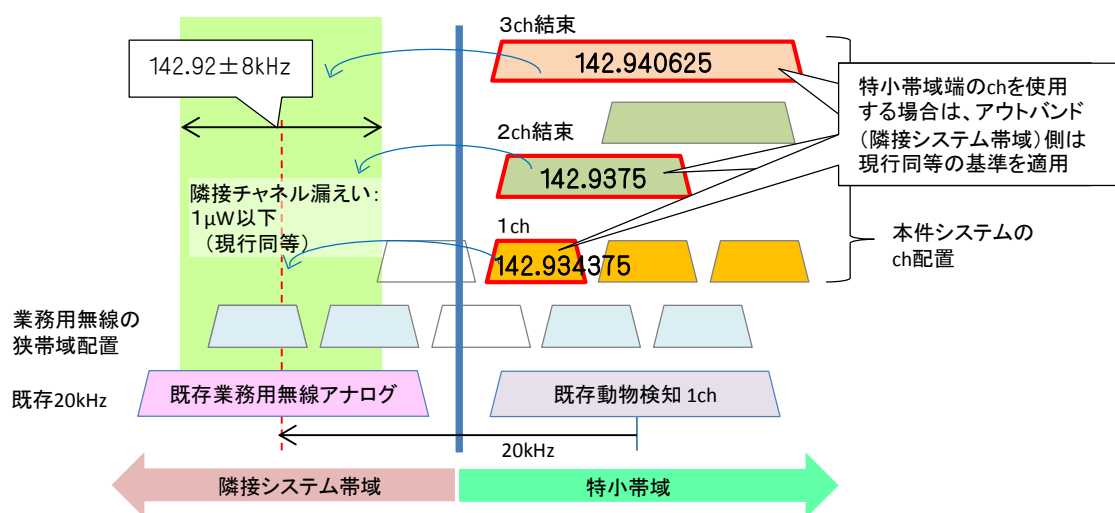 3ch結束
142.940625
142.92±8kHz
特小帯域端のchを使用
する場合は、アウトバンド
(隣接システム帯域)側は
現行同等の基準を適用
2ch結束
142.9375
隣接チャネル漏えい:
1μW以下
(現行同等)
1ch
142.934375
本件システムの
ch配置
業務用無線の
狭帯域配置
既存20kHz
既存業務用無線アナログ
既存動物検知 1ch
20kHz
隣接システム帯域
特小帯域